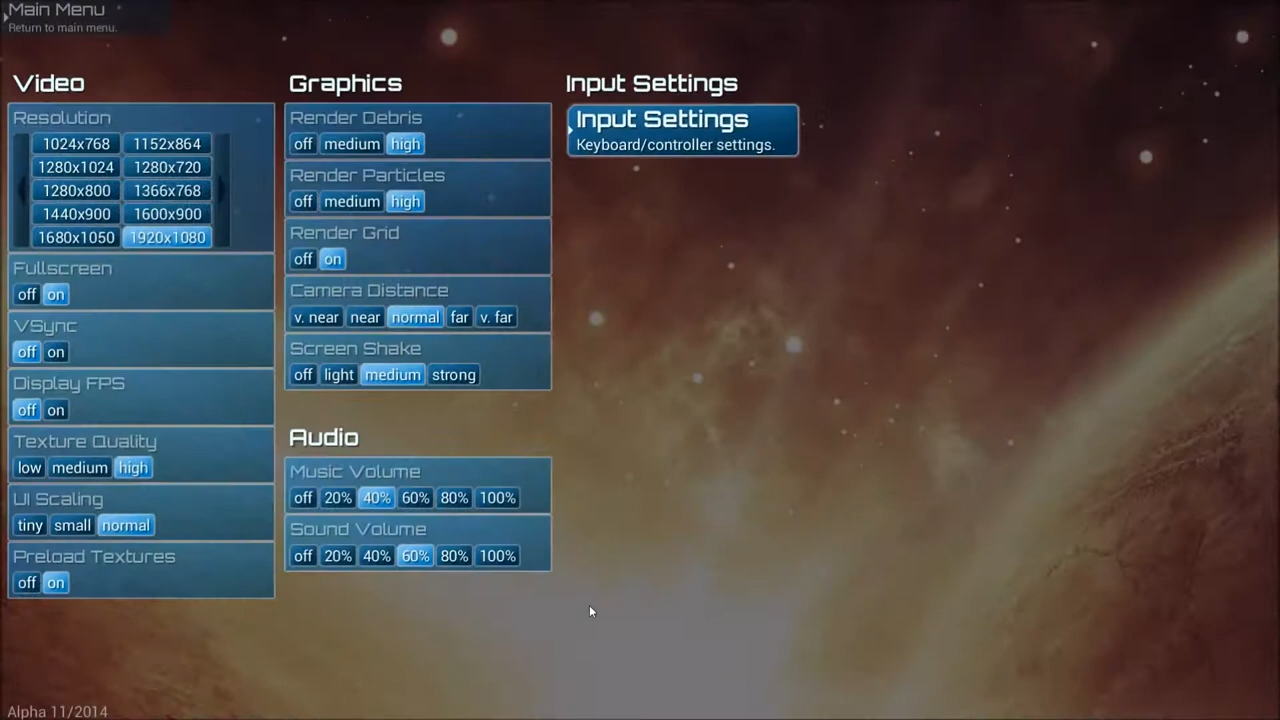 Main Menu
Return to main menu.
Video
Resolution
1024x768 1152x864
1280x1024 1280x720
1280x800 1366x768
1440x900 1600x900
1680x1050 1920x1080
Fullscreen
off on
VSync
off on
Display FPS
off on
Texture Quality
low medium high
UI Scaling
tiny small normal
Preload Textures
off on
Graphics
Render Debris
off medium high
Render Particles
off medium high
Render Grid
off on
Camera Distance
v. near near normal far v. far
Screen Shake
off light medium strong
Audio
Music Volume
off 20% 40% 60% 80% 100%
Sound Volume
off 20% 40% 60% 80% 100%
Input Settings
Input Settings
Keyboard/controller settings.
Alpha 11/2014